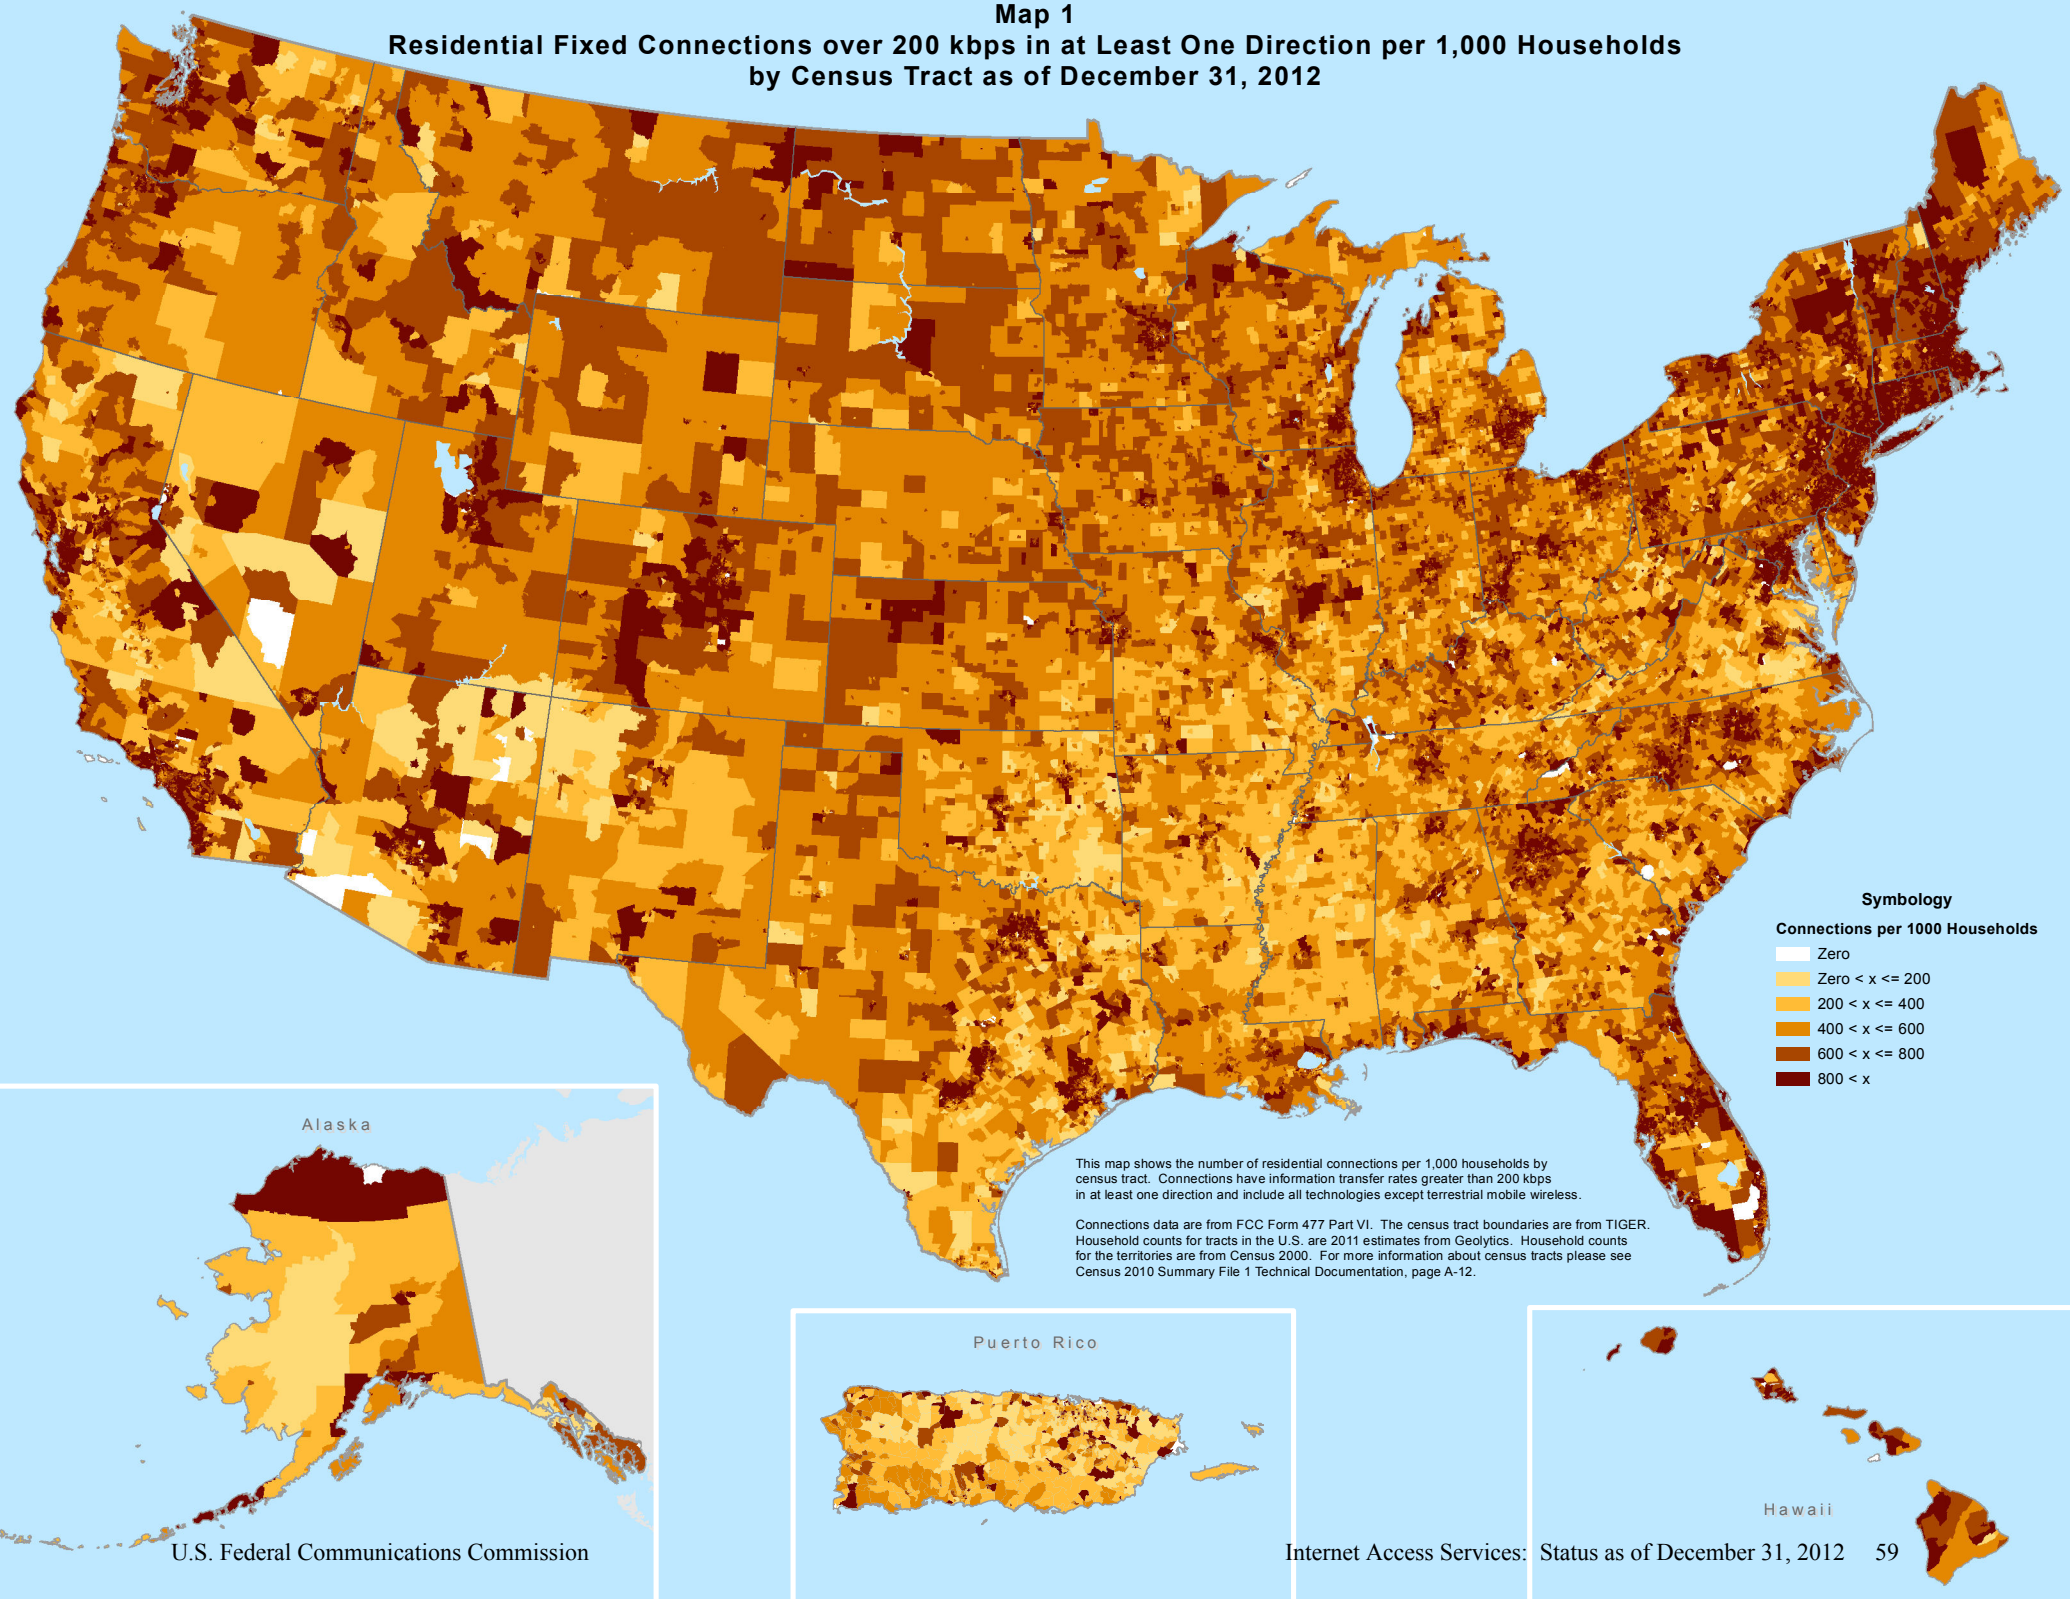 Map 1
Residential Fixed Connections over 200 kbps in at Least One Direction per 1,000 Households
by Census Tract as of December 31, 2012
Symbology
Connections per 1000 Households
Zero
Zero < x <= 200
200 < x <= 400
400 < x <= 600
600 < x <= 800
800 < x
Alaska
This map shows the number of residential connections per 1,000 households by
census tract. Connections have information transfer rates greater than 200 kbps
in at least one direction and include all technologies except terrestrial mobile wireless.
Connections data are from FCC Form 477 Part VI. The census tract boundaries are from TIGER.
Household counts for tracts in the U.S. are 2011 estimates from Geolytics. Household counts
for the territories are from Census 2000. For more information about census tracts please see
Census 2010 Summary File 1 Technical Documentation, page A-12.
Puerto Rico
Hawaii
U.S. Federal Communications Commission
Internet Access Services: Status as of December 31, 2012 59